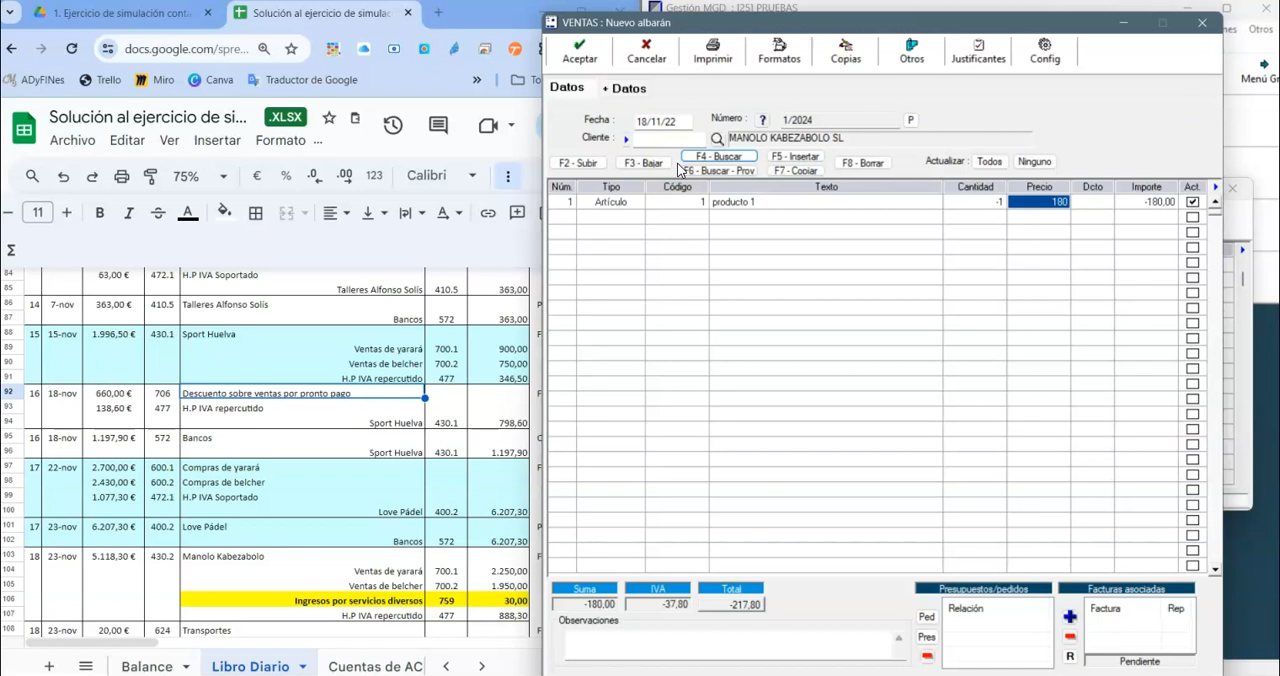 1. Ejercicio de simulación conta
Solución al ejercicio de simulac
docs.google.com/spre...
ADyFINes
Trello
Miro
Canva
Traductor de Google
»
To
Solución al ejercicio de si...
.XLSX
Archivo
Editar
Ver
Insertar
Formato
...
75%
€
%
.0
.00
123
Calibri
11
B
I
S
A
Σ
84 63,00 € 472.1 H.P IVA Soportado
85 Talleres Alfonso Solís 410.5 363,00
86 14 7-nov 363,00 € 410.5 Talleres Alfonso Solís
87 Bancos 572 363,00
88 15 15-nov 1.996,50 € 430.1 Sport Huelva
89 Ventas de yarará 700.1 900,00
90 Ventas de belcher 700.2 750,00
91 H.P IVA repercutido 477 346,50
92 16 18-nov 660,00 € 706 Descuento sobre ventas por pronto pago
93 138,60 € 477 H.P IVA repercutido
94 Sport Huelva 430.1 798,60
95 16 18-nov 1.197,90 € 572 Bancos
96 Sport Huelva 430.1 1.197,90
97 17 22-nov 2.700,00 € 600.1 Compras de yarará
98 2.430,00 € 600.2 Compras de belcher
99 1.077,30 € 472.1 H.P IVA Soportado
100 Love Pádel 400.2 6.207,30
101 17 23-nov 6.207,30 € 400.2 Love Pádel
102 Bancos 572 6.207,30
103 18 23-nov 5.118,30 € 430.2 Manolo Kabezabolo
104 Ventas de yarará 700.1 2.250,00
105 Ventas de belcher 700.2 1.950,00
106 Ingresos por servicios diversos 759 30,00
107 H.P IVA repercutido 477 888,30
108 18 23-nov 20,00 € 624 Transportes
Balance
Libro Diario
Cuentas de AC
Gestión MGD : [25] PRUEBAS
Otros
Menú Gr
VENTAS : Nuevo albarán
Aceptar
Cancelar
Imprimir
Formatos
Copias
Otros
Justificantes
Config
Datos
+ Datos
Fecha : 18/11/22
Número : ? 1/2024 P
Cliente : MANOLO KABEZABOLO SL
F2 - Subir
F3 - Bajar
F4 - Buscar
F5 - Insertar
F6 - Buscar - Prov
F7 - Copiar
F8 - Borrar
Actualizar : Todos Ninguno
Núm. Tipo Código Texto Cantidad Precio Dcto Importe Act.
1 Artículo 1 producto 1 -1 180 -180,00
Suma IVA Total
-180,00 -37,80 -217,80
Observaciones
Ped
Pres
Presupuestos/pedidos
Relación
R
Facturas asociadas
Factura Rep.
Pendiente